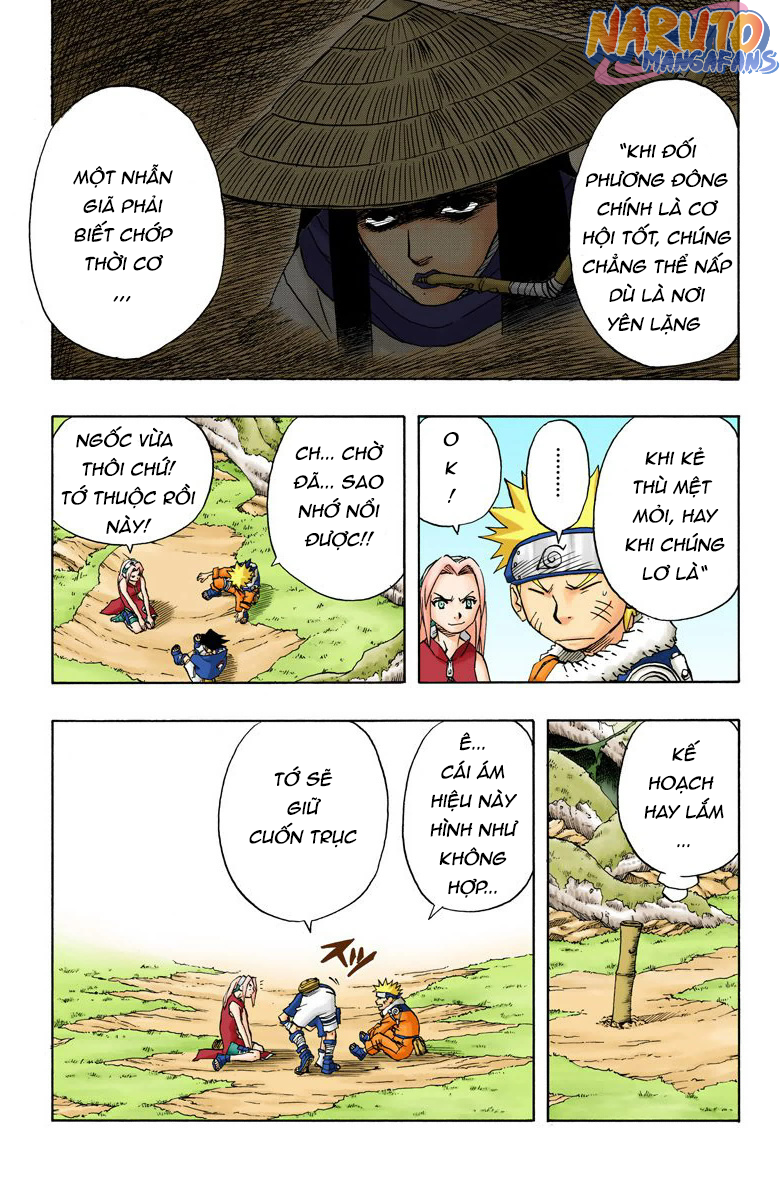 NARUTO
MANGAFANS
“KHI ĐỐI
PHƯƠNG ĐÔNG
CHÍNH LÀ CƠ
HỘI TỐT, CHÚNG
CHẲNG THỂ NẤP
DÙ LÀ NƠI
YÊN LẶNG
MỘT NHẪN
GIẢ PHẢI
BIẾT CHỚP
THỜI CƠ
,,,
KHI KẺ
THÙ MỆT
MỎI, HAY
KHI CHÚNG
LƠ LÀ“
.........
O
K
!
CH... CHỜ
ĐÃ... SAO
NHỚ NỔI
ĐƯỢC!!
NGỐC VỪA
THÔI CHỨ!
TỚ THUỘC RỒI
NÀY!
KẾ
HOẠCH
HAY LẮM
...
Ê...
CÁI ÁM
HIỆU NÀY
HÌNH NHƯ
KHÔNG
HỢP...
TỚ SẼ
GIỮ
CUỐN TRỤC
スッ